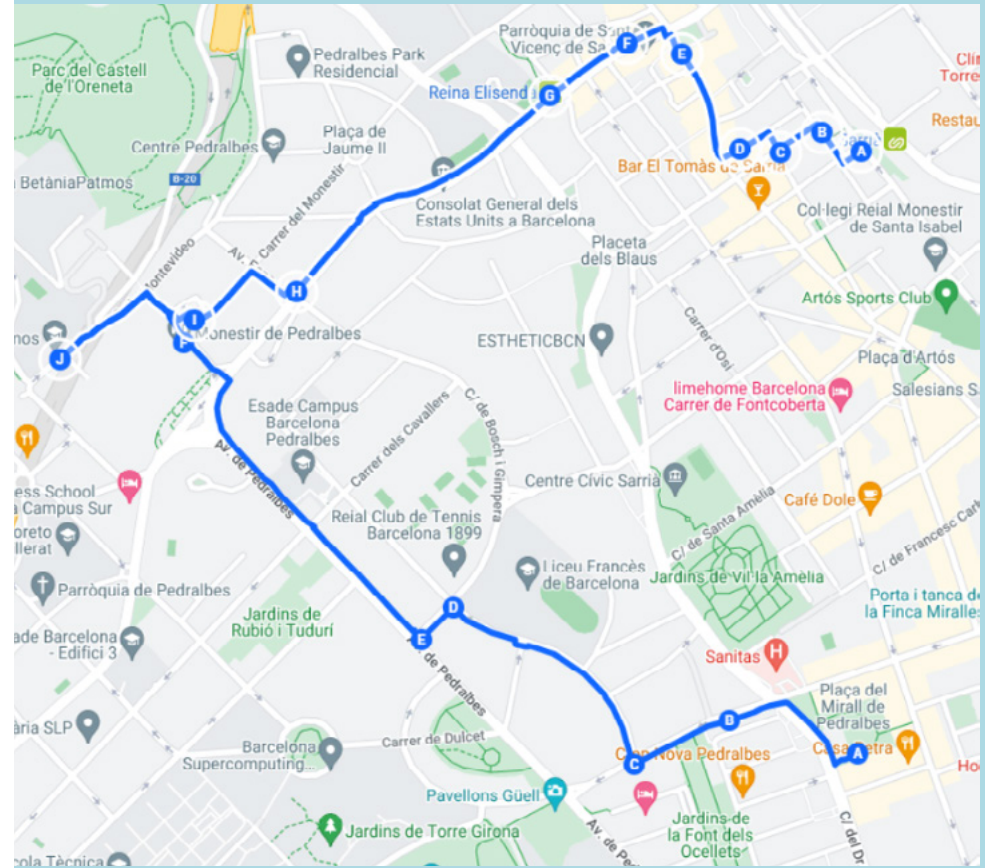 Parròquia de Sant
Vicenç de Sa
Pedralbes Park
Residencial
Clín
Torre
Parc del Castell
de l'Oreneta
F
E
Reina Elisenda
G
Restau
Plaça de
Jaume II
Centre Pedralbes
B
D
C
A
Bar El Tomàs de Sarrià
B-20
a BetàniaPatmos
Carrer del Monestir
Consolat General dels
Estats Units a Barcelona
Col·legi Reial Monestir
de Santa Isabel
Placeta
dels Blaus
Av.
H
Artós Sports Club
I
Monestir de Pedralbes
nos
J
ESTHETICBCN
Carrer d'Osi
Plaça d'Artós
limehome Barcelona
Carrer de Fontcoberta
Salesians S
Esade Campus
Barcelona
Pedralbes
Carrer dels Cavallers
C/ de Bosch i Gimpera
Av. de Pedralbes
Centre Cívic Sarrià
C/ de Santa Amèlia
Café Dole
ess School
a Campus Sur
Reial Club de Tennis
Barcelona 1899
oreto
llerat
C/ de Francesc Carb
Liceu Francès
de Barcelona
Jardins de Vil·la Amèlia
Parròquia de Pedralbes
Porta i tanca de
la Finca Miralles
Jardins de
Rubió i Tudurí
D
ade Barcelona
- Edifici 3
E
Av. de Pedralbes
Sanitas
H
Plaça del
Mirall de
Pedralbes
ària SLP
B
Carrer de Dulcet
Barcelona
Supercomputing...
C
Nova Pedralbes
Casa Petra
A
Ho
Pavellons Güell
Jardins de
la Font dels
Ocellets
Jardins de Torre Girona
Av. de Ped
C/ del Dr
cola Tècnica